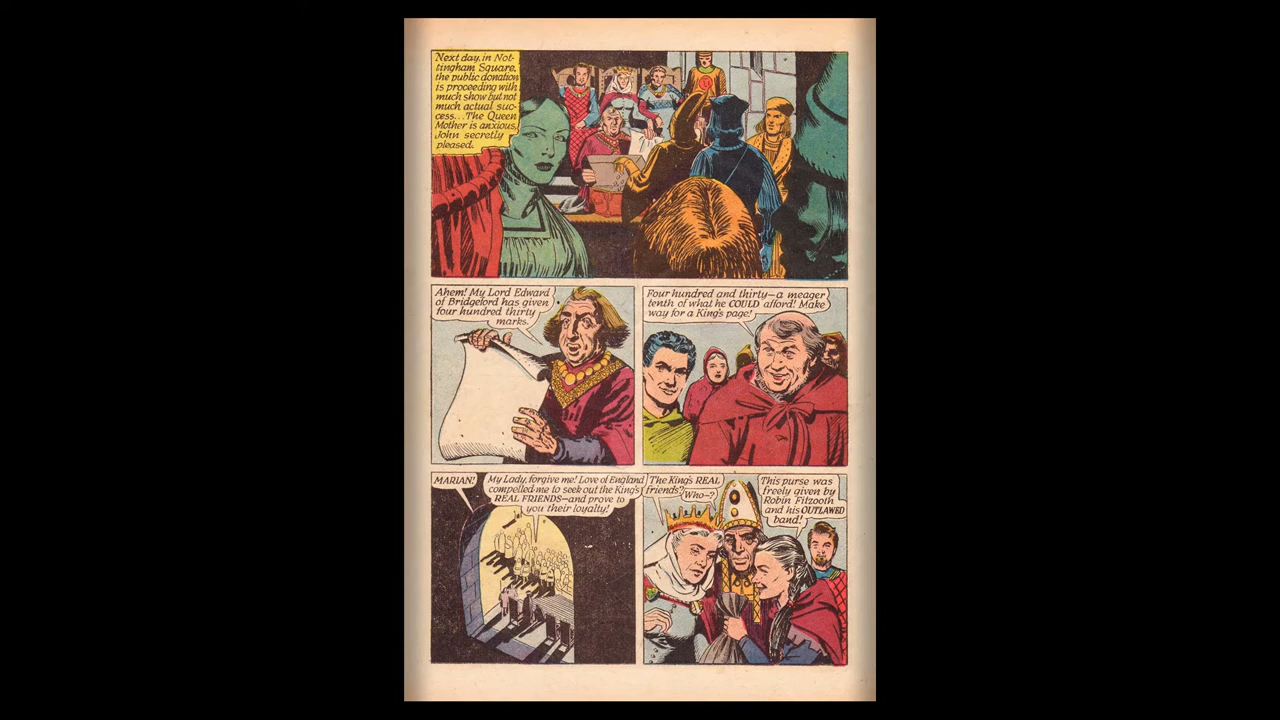 Next day, in Not-
tingham Square,
the public donation
is proceeding with
much show but not
much actual suc-
cess... The Queen
Mother is anxious,
John secretly
pleased.
Ahem! My Lord Edward
of Bridgeford has given
four hundred thirty
marks.
Four hundred and thirty—a meager
tenth of what he COULD afford! Make
way for a King's page!
MARIAN!
My Lady, forgive me! Love of England
compelled me to seek out the King's
REAL FRIENDS—and prove to
you their loyalty!
The King's REAL
friends?
Who—?
This purse was
freely given by
Robin Fitzooth
and his OUTLAWED
band!